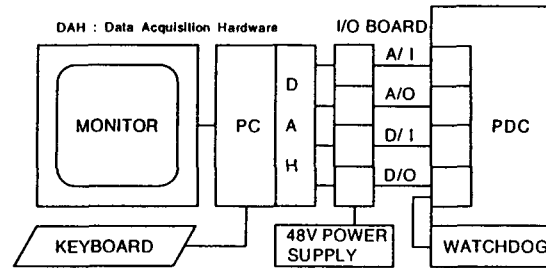 DAH : Data Acquisition Hardware
I/O BOARD
MONITOR
PC
D
A
H
A/I
A/O
D/I
D/O
PDC
KEYBOARD
48V POWER
SUPPLY
WATCHDOG